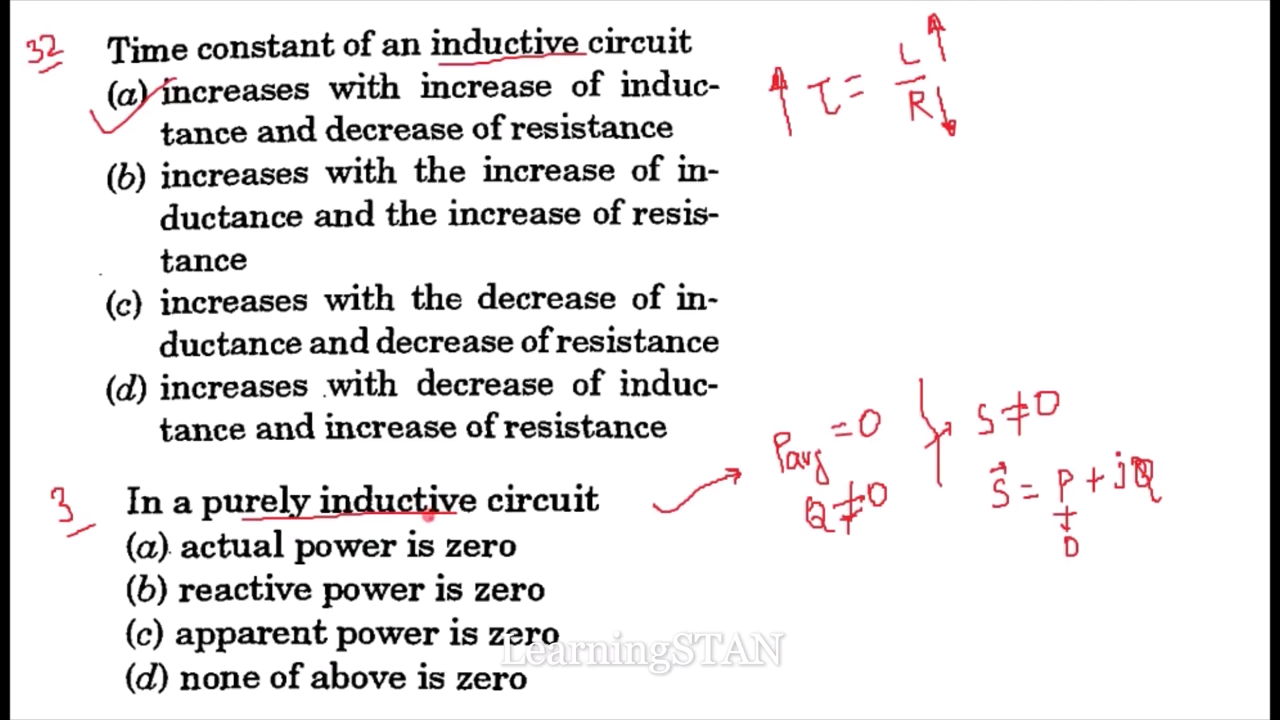 32 Time constant of an inductive circuit
(a) increases with increase of induc-
tance and decrease of resistance
(b) increases with the increase of in-
ductance and the increase of resis-
tance
(c) increases with the decrease of in-
ductance and decrease of resistance
(d) increases with decrease of induc-
tance and increase of resistance
↑ τ = L↑
R↓
3 In a purely inductive circuit
(a) actual power is zero
(b) reactive power is zero
(c) apparent power is zero
(d) none of above is zero
Pavg = 0
Q ≠ 0
S ≠ 0
S = P + jQ
0
LearningSTAN